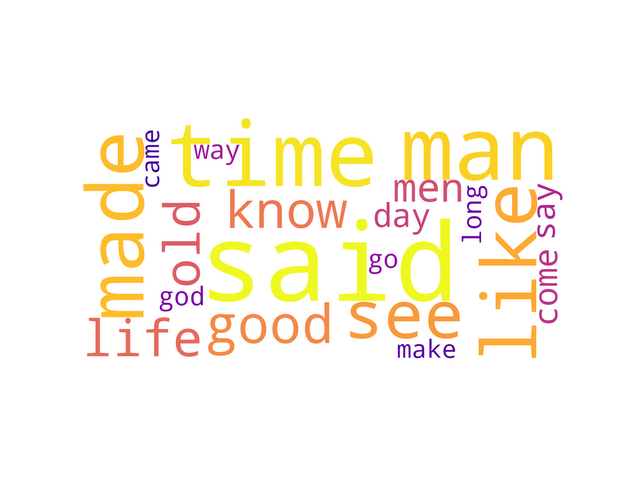 time
man
made
came
way
men
know
day
old
long
like
say
said
go
god
come
see
good
life
make